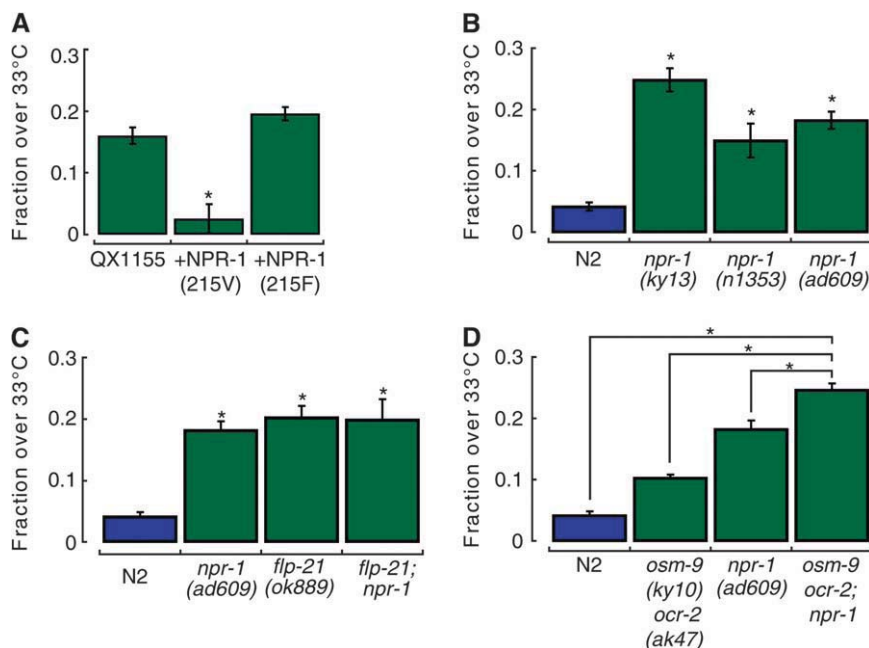 A
Fraction over 33°C
0.3
0.2
0.1
0
*
QX1155 +NPR-1 +NPR-1
(215V) (215F)
B
Fraction over 33°C
0.3
0.2
0.1
0
* * *
N2 npr-1 npr-1 npr-1
(ky13) (n1353) (ad609)
C
Fraction over 33°C
0.3
0.2
0.1
0
* * *
N2 npr-1 flp-21 flp-21;
(ad609) (ok889) npr-1
D
Fraction over 33°C
0.3
0.2
0.1
0
*
*
*
N2 osm-9 npr-1 osm-9
(ky10) (ad609) ocr-2;
ocr-2 npr-1
(ak47)